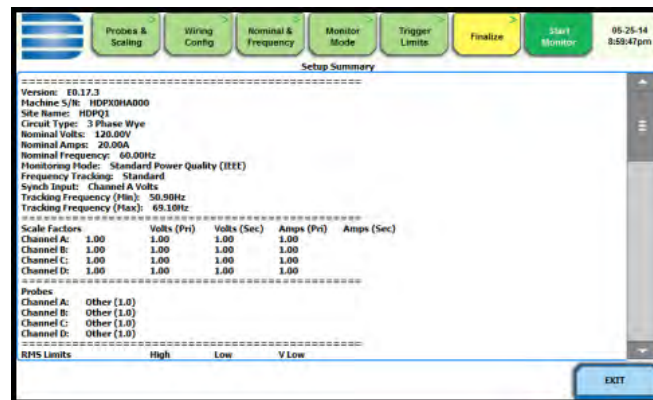 Probes & Scaling
Wiring Config
Nominal & Frequency
Monitor Mode
Trigger Limits
Finalize
Start Monitor
05-25-14
8:59:47pm
Setup Summary
==================================================
Version: E0.17.3
Machine S/N: HDPX0HA000
Site Name: HDPQ1
Circuit Type: 3 Phase Wye
Nominal Volts: 120.00V
Nominal Amps: 20.00A
Nominal Frequency: 60.00Hz
Monitoring Mode: Standard Power Quality (IEEE)
Frequency Tracking: Standard
Synch Input: Channel A Volts
Tracking Frequency (Min): 50.90Hz
Tracking Frequency (Max): 69.10Hz
==================================================
Scale Factors Volts (Pri) Volts (Sec) Amps (Pri) Amps (Sec)
Channel A: 1.00 1.00 1.00 1.00
Channel B: 1.00 1.00 1.00 1.00
Channel C: 1.00 1.00 1.00 1.00
Channel D: 1.00 1.00 1.00 1.00
==================================================
Probes
Channel A: Other (1.0)
Channel B: Other (1.0)
Channel C: Other (1.0)
Channel D: Other (1.0)
==================================================
RMS Limits High Low V Low
EXIT